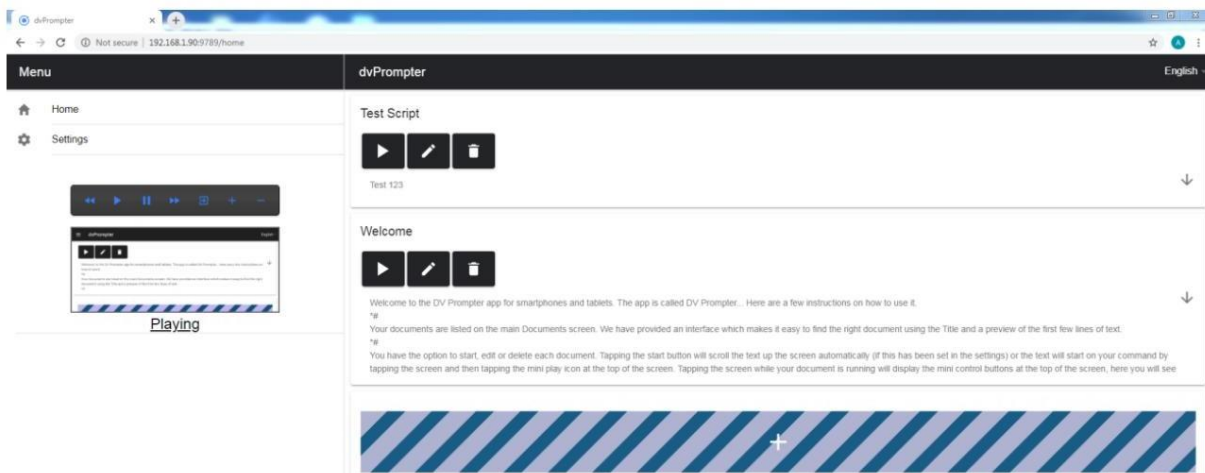 dvPrompter
Not secure | 192.168.1.90:9789/home
A
Menu
dvPrompter
English
Home
Settings
Test Script
Test 123
Welcome
Welcome to the DV Prompter app for smartphones and tablets. The app is called DV Prompter... Here are a few instructions on how to use it.
*#
Your documents are listed on the main Documents screen. We have provided an interface which makes it easy to find the right document using the Title and a preview of the first few lines of text.
*#
You have the option to start, edit or delete each document. Tapping the start button will scroll the text up the screen automatically (if this has been set in the settings) or the text will start on your command by
tapping the screen and then tapping the mini play icon at the top of the screen. Tapping the screen while your document is running will display the mini control buttons at the top of the screen, here you will see
dvPrompter
English
Playing